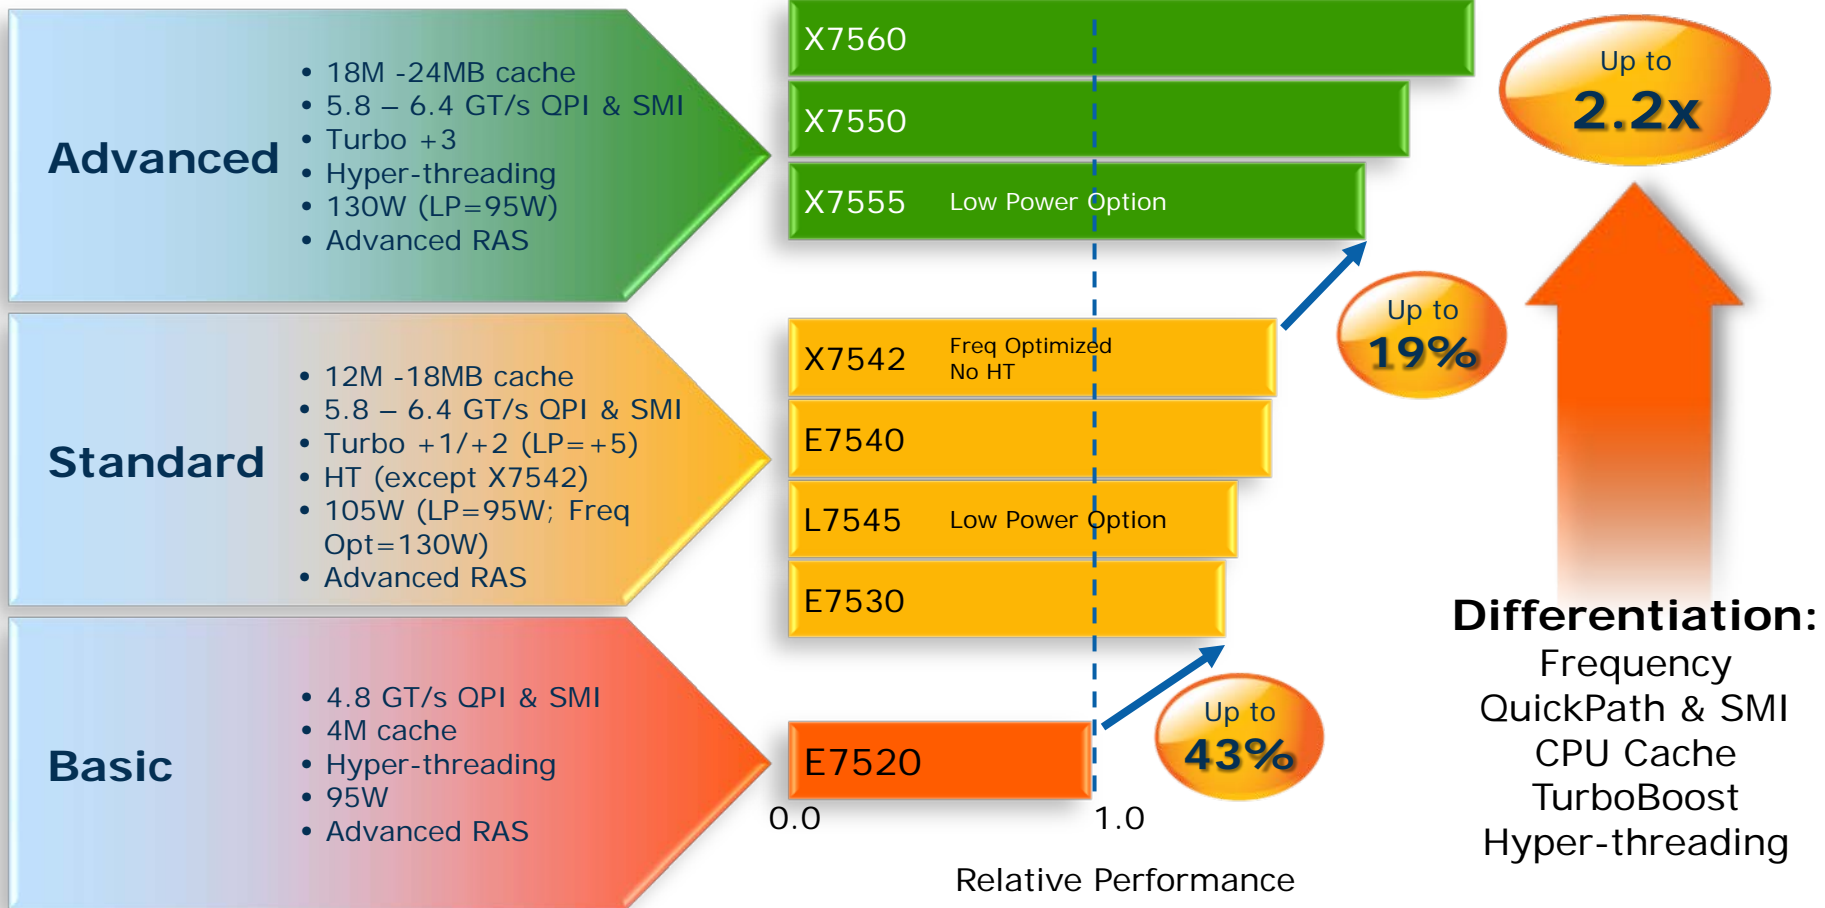 Advanced
• 18M -24MB cache
• 5.8 – 6.4 GT/s QPI & SMI
• Turbo +3
• Hyper-threading
• 130W (LP=95W)
• Advanced RAS
X7560
X7550
X7555 Low Power Option
Up to
2.2x
Standard
• 12M -18MB cache
• 5.8 – 6.4 GT/s QPI & SMI
• Turbo +1/+2 (LP=+5)
• HT (except X7542)
• 105W (LP=95W; Freq
Opt=130W)
• Advanced RAS
X7542 Freq Optimized
No HT
E7540
L7545 Low Power Option
E7530
Up to
19%
Basic
• 4.8 GT/s QPI & SMI
• 4M cache
• Hyper-threading
• 95W
• Advanced RAS
E7520
Up to
43%
0.0 1.0
Relative Performance
Differentiation:
Frequency
QuickPath & SMI
CPU Cache
TurboBoost
Hyper-threading